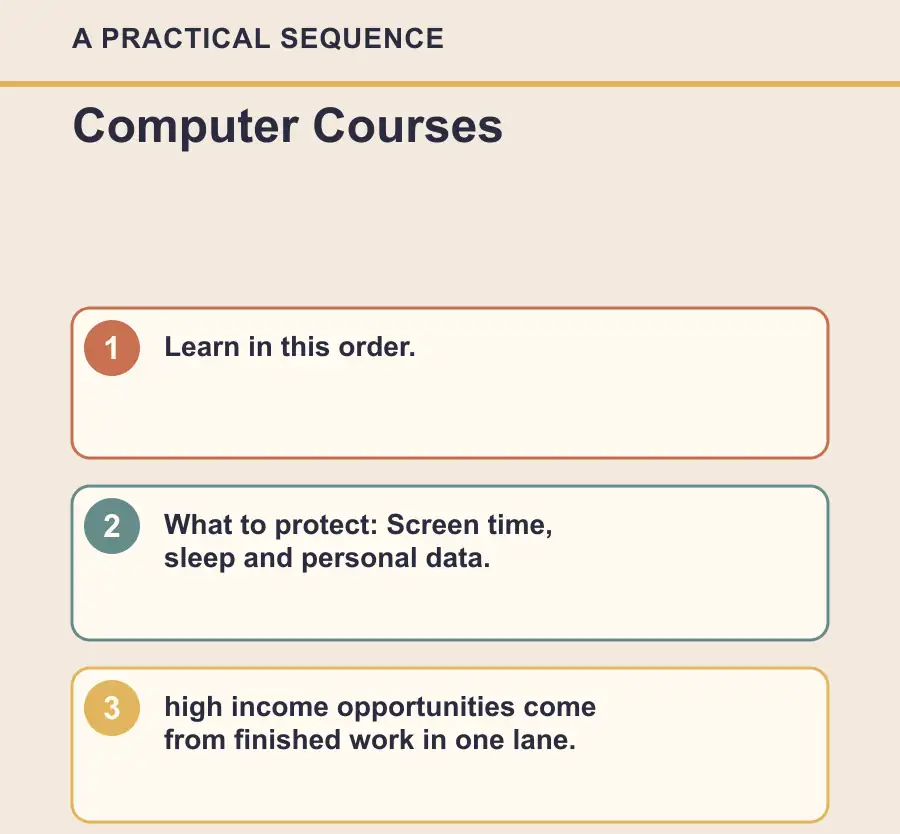 A PRACTICAL SEQUENCE
Computer Courses
1
Learn in this order.
2
What to protect: Screen time,
sleep and personal data.
3
high income opportunities come
from finished work in one lane.